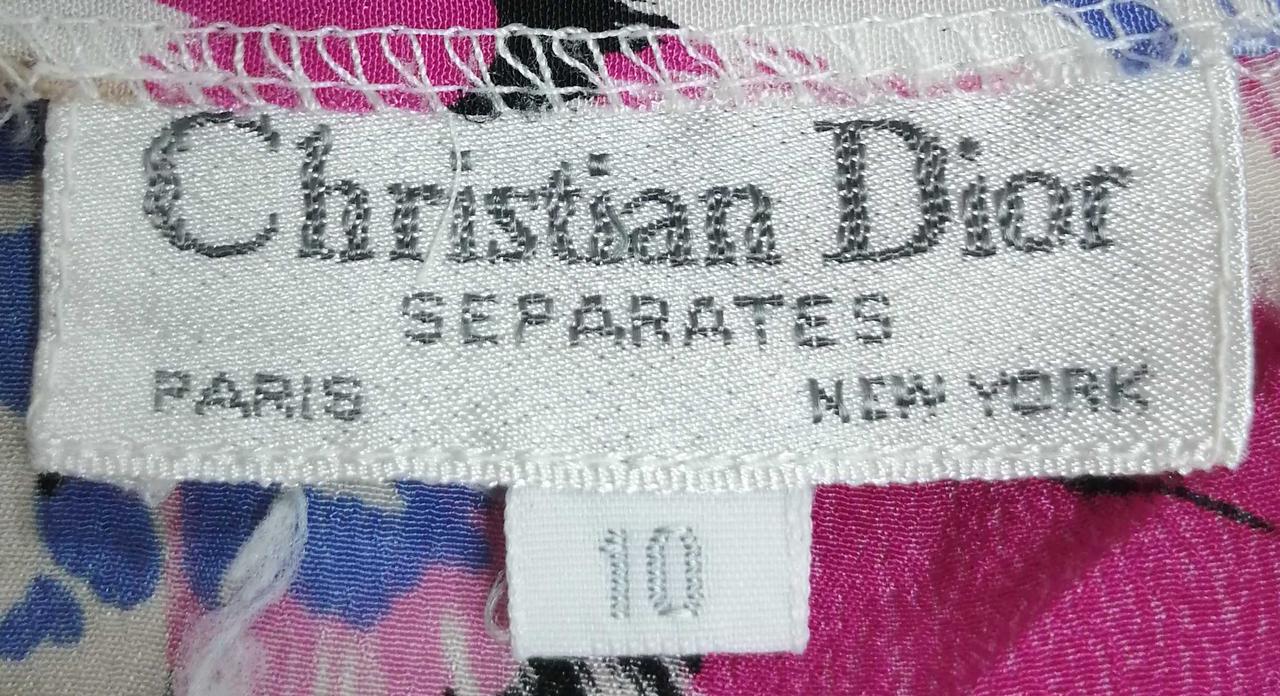 Christian Dior
SEPARATES
PARIS NEW YORK
10